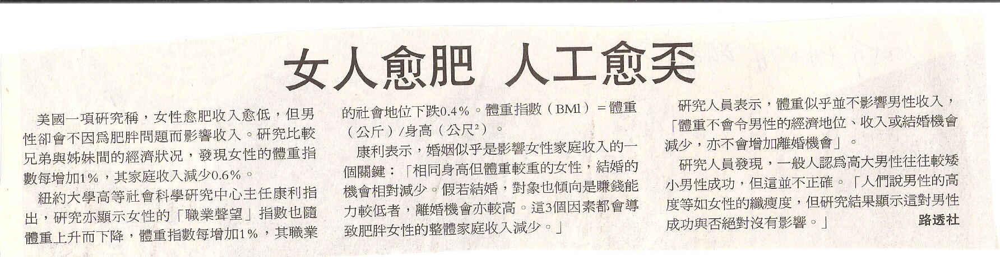 女人愈肥 人工愈奀
美國一項研究稱，女性愈肥收入愈低，但男
性卻會不因爲肥胖問題而影響收入。研究比較
兄弟與姊妹間的經濟狀況，發現女性的體重指
數每增加1%，其家庭收入減少0.6%。
紐約大學高等社會科學研究中心主任康利指
出，研究亦顯示女性的「職業聲望」指數也隨
體重上升而下降，體重指數每增加1%，其職業
的社會地位下跌0.4%。體重指數（BMI）＝體重
（公斤）/身高（公尺²）。
康利表示，婚姻似乎是影響女性家庭收入的一
個關鍵：「相同身高但體重較重的女性，結婚的
機會相對減少。假若結婚，對象也傾向是賺錢能
力較低者，離婚機會亦較高。這3個因素都會導
致肥胖女性的整體家庭收入減少。」
研究人員表示，體重似乎並不影響男性收入，
「體重不會令男性的經濟地位、收入或結婚機會
減少，亦不會增加離婚機會」。
研究人員發現，一般人認爲高大男性往往較矮
小男性成功，但這並不正確。「人們說男性的高
度等如女性的纖瘦度，但研究結果顯示這對男性
成功與否絕對沒有影響。」
路透社